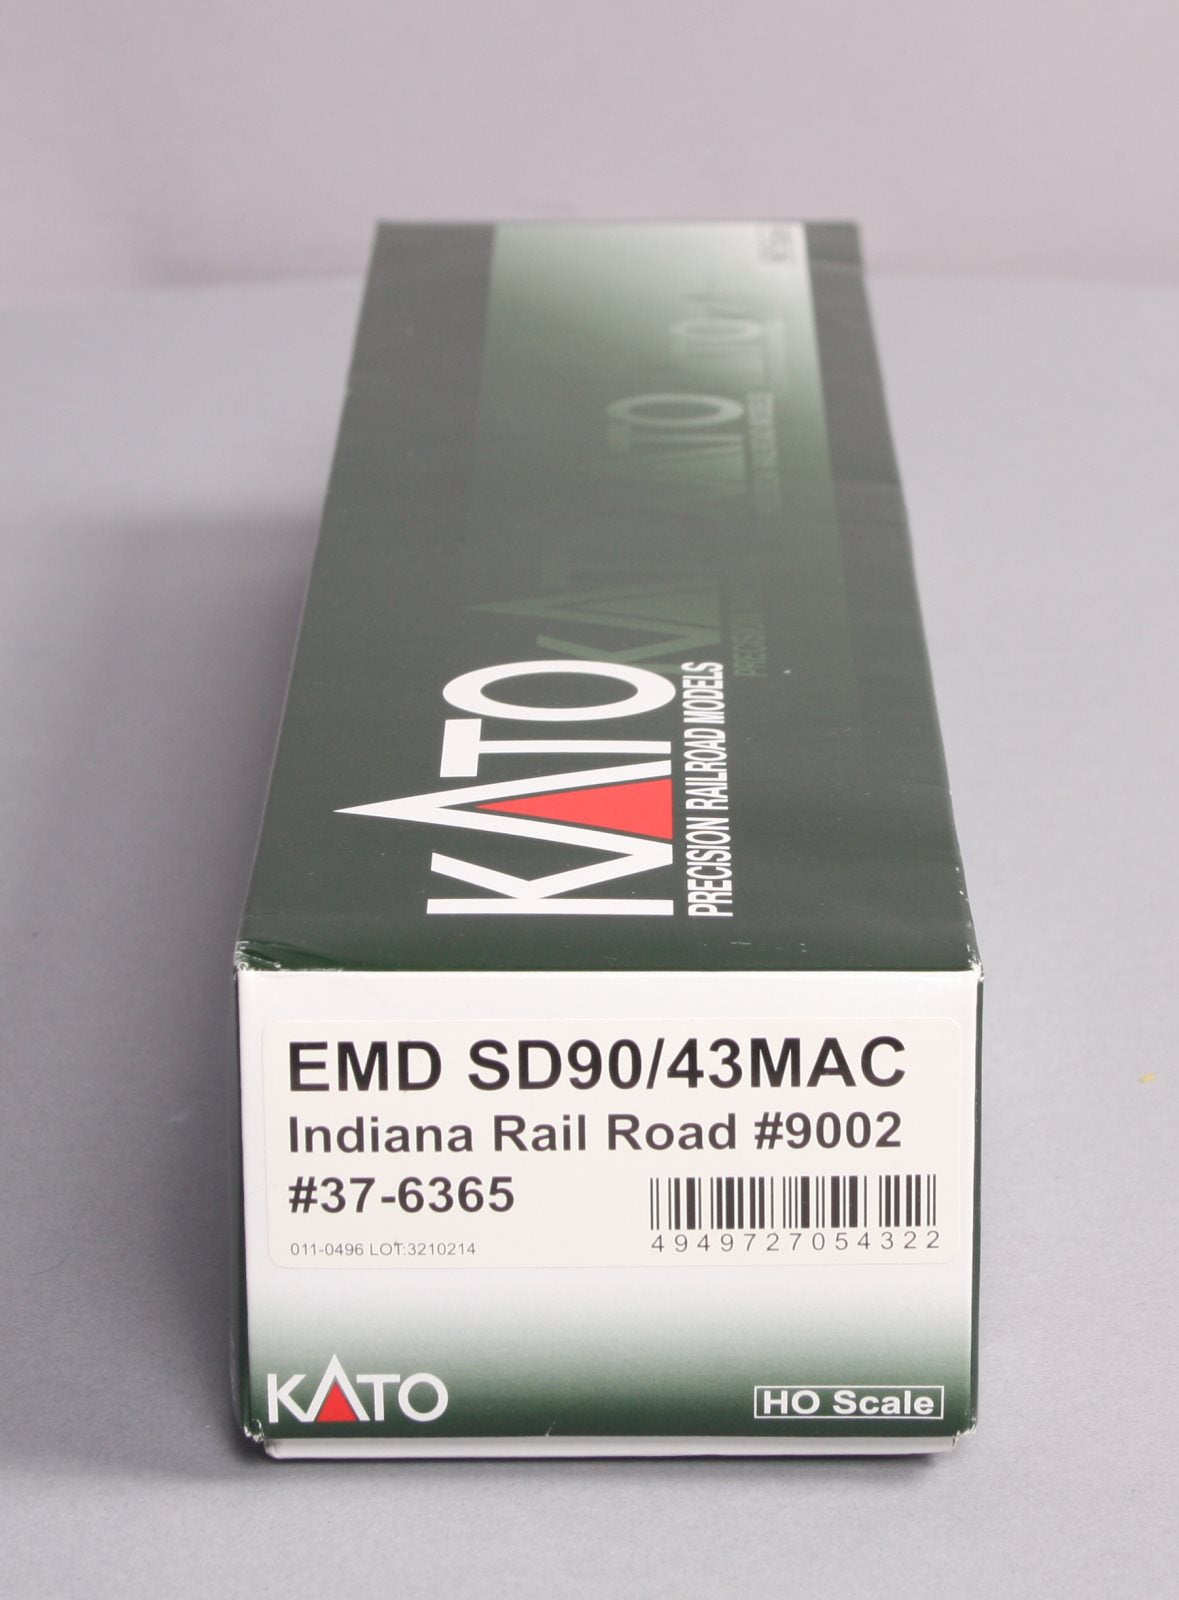 KATO
PRECISION RAILROAD MODELS
KATO
EMD SD90/43MAC
Indiana Rail Road #9002
#37-6365
011-0496 LOT:3210214
4949727054322
KATO
HO Scale